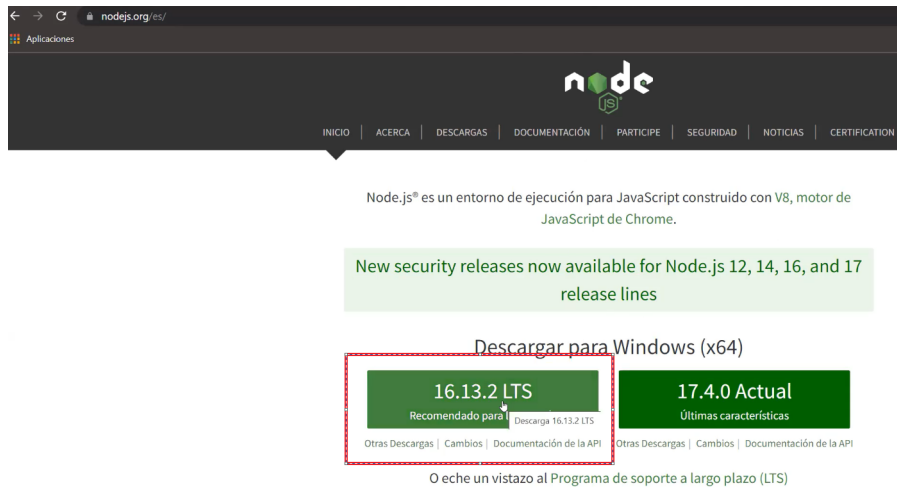 nodejs.org/es/
Aplicaciones
node
JS
INICIO | ACERCA | DESCARGAS | DOCUMENTACIÓN | PARTICIPE | SEGURIDAD | NOTICIAS | CERTIFICATION
Node.js® es un entorno de ejecución para JavaScript construido con V8, motor de
JavaScript de Chrome.
New security releases now available for Node.js 12, 14, 16, and 17
release lines
Descargar para Windows (x64)
16.13.2 LTS
Recomendado para
Descarga 16.13.2 LTS
Otras Descargas | Cambios | Documentación de la API
17.4.0 Actual
Últimas características
Otras Descargas | Cambios | Documentación de la API
O eche un vistazo al Programa de soporte a largo plazo (LTS)